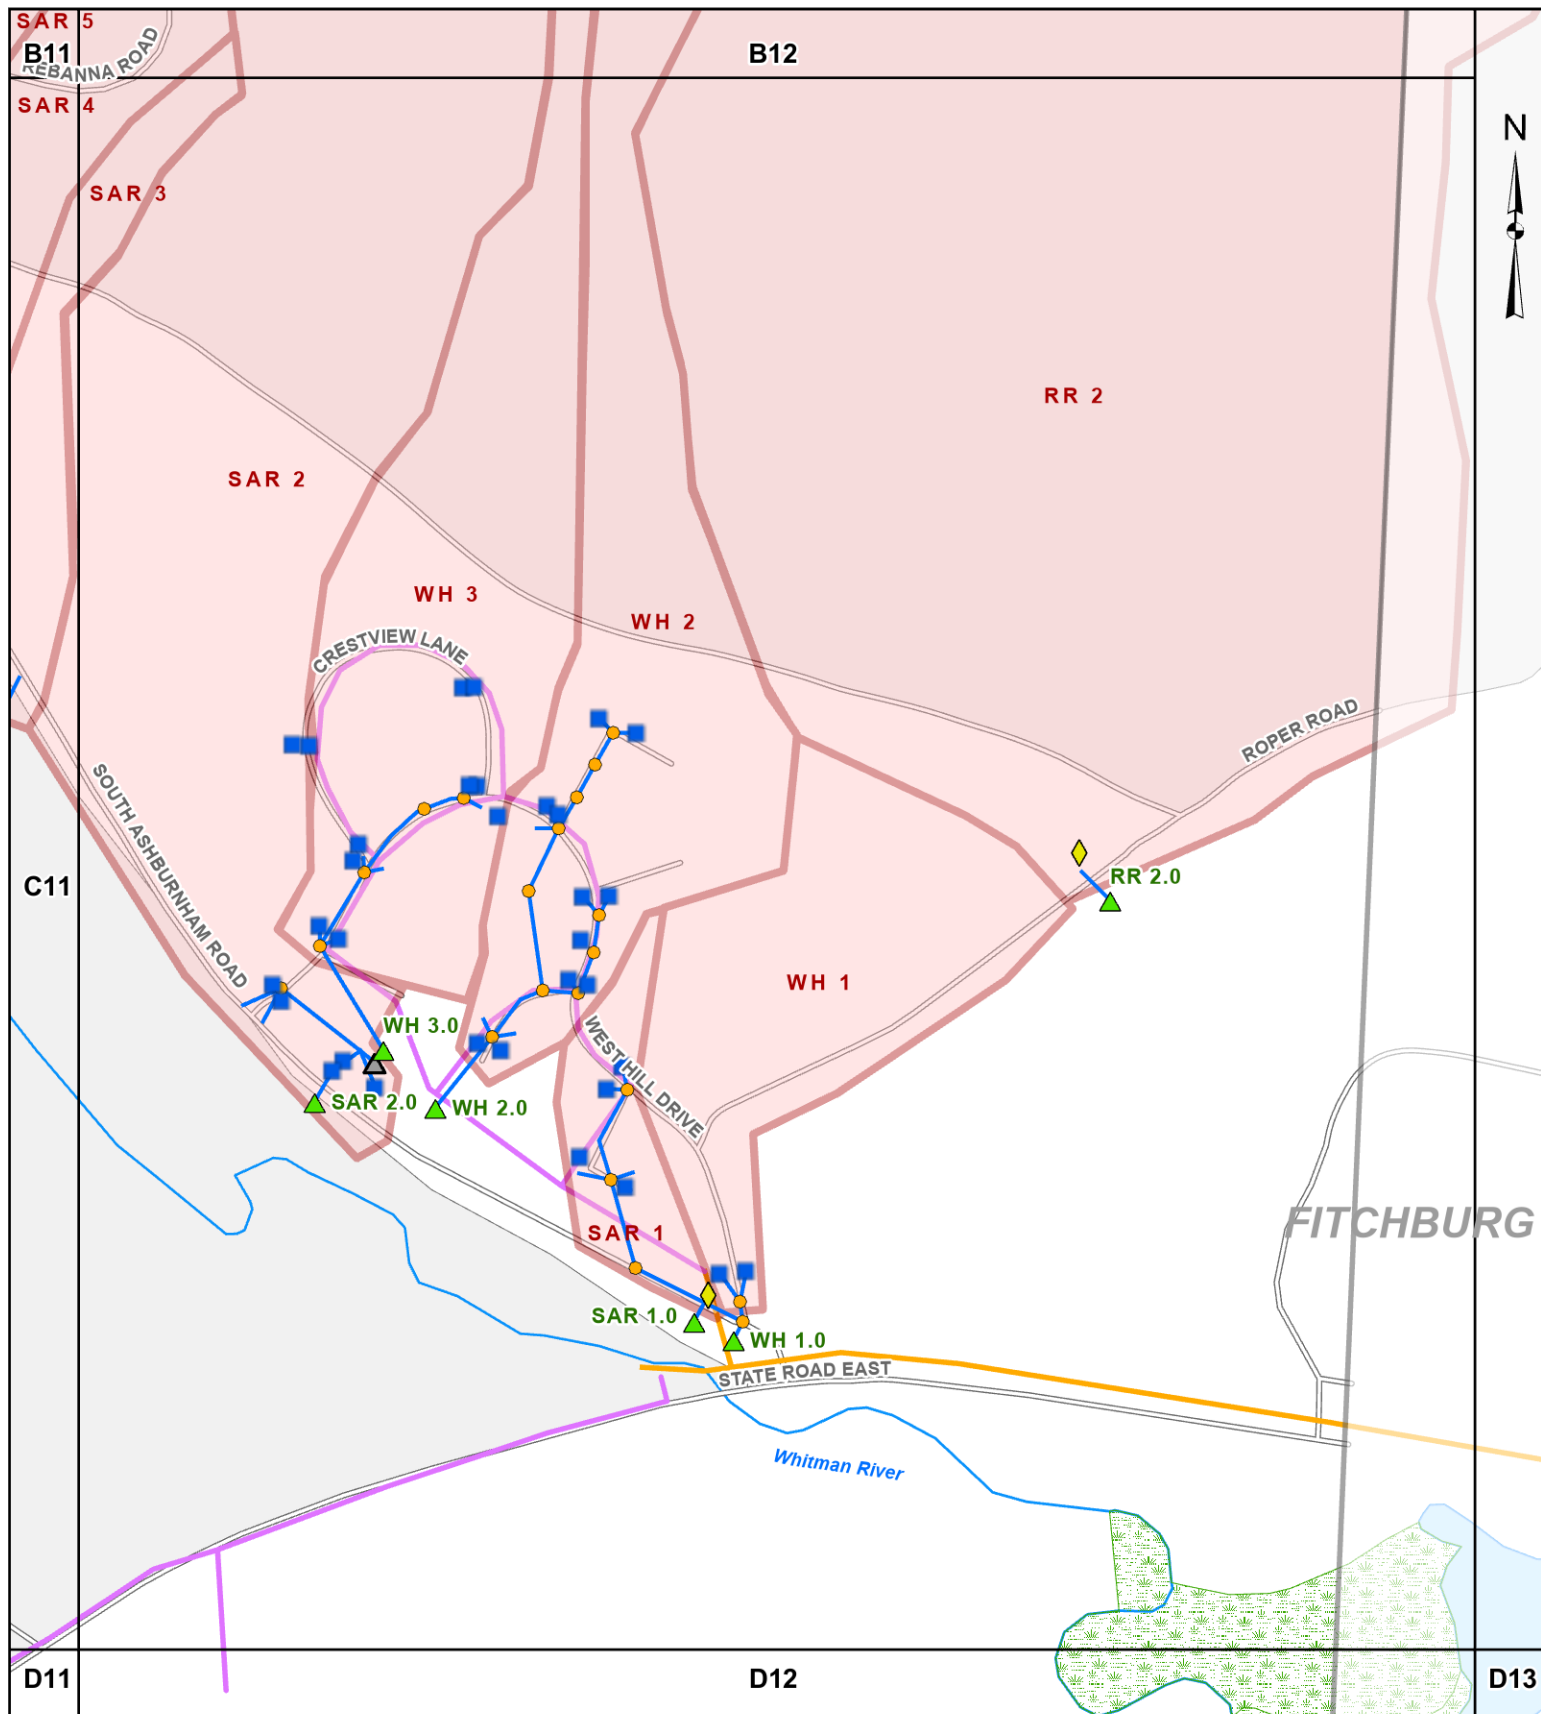 SAR 5
B11
REBANNA ROAD
B12
SAR 4
N
SAR 3
RR 2
SAR 2
WH 3
WH 2
CRESTVIEW LANE
ROPER ROAD
SOUTH ASHBURNHAM ROAD
C11
RR 2.0
WH 1
WH 3.0
WEST HILL DRIVE
SAR 2.0
WH 2.0
FITCHBURG
SAR 1
SAR 1.0
WH 1.0
STATE ROAD EAST
Whitman River
D11
D12
D13